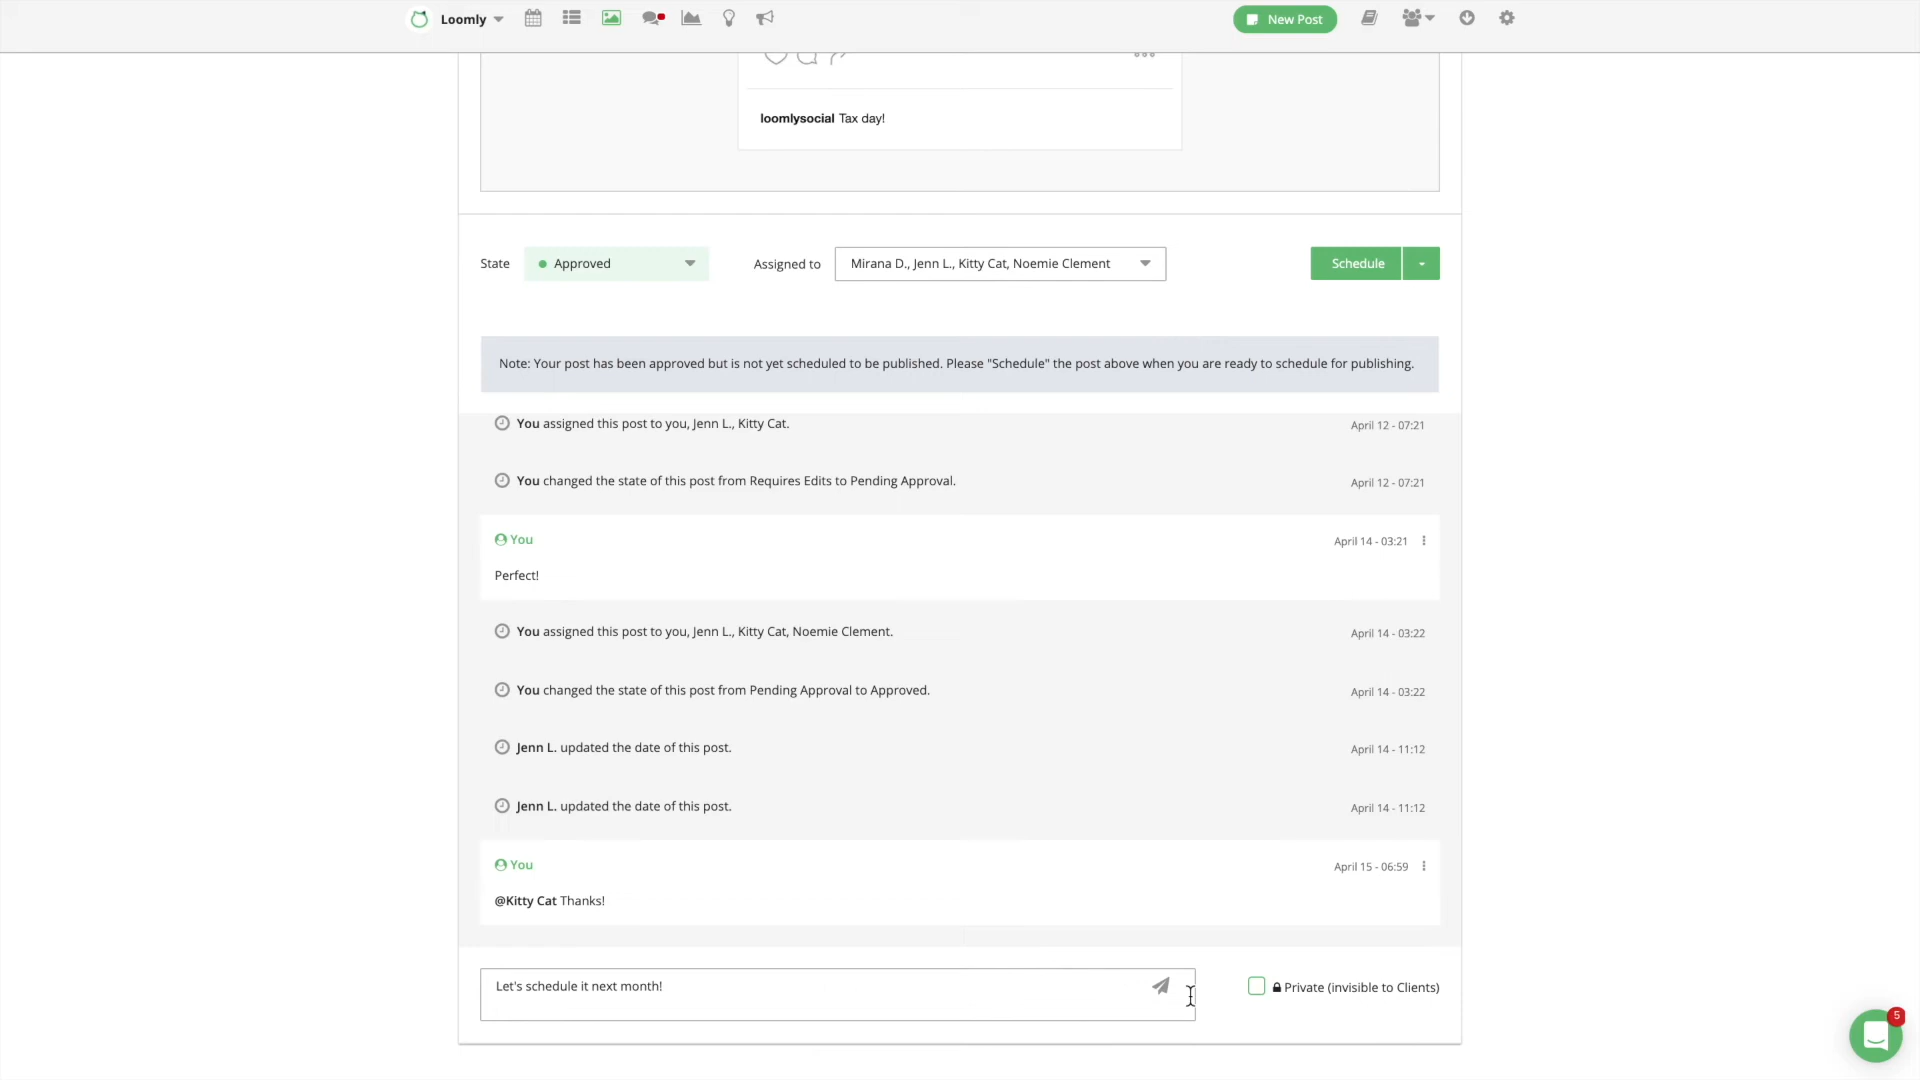 Loomly
New Post
loomlysocial Tax day!
State
Approved
Assigned to
Mirana D., Jenn L., Kitty Cat, Noemie Clement
Schedule
Note: Your post has been approved but is not yet scheduled to be published. Please "Schedule" the post above when you are ready to schedule for publishing.
You assigned this post to you, Jenn L., Kitty Cat.
April 12 - 07:21
You changed the state of this post from Requires Edits to Pending Approval.
April 12 - 07:21
You
April 14 - 03:21
Perfect!
You assigned this post to you, Jenn L., Kitty Cat, Noemie Clement.
April 14 - 03:22
You changed the state of this post from Pending Approval to Approved.
April 14 - 03:22
Jenn L. updated the date of this post.
April 14 - 11:12
Jenn L. updated the date of this post.
April 14 - 11:12
You
April 15 - 06:59
@Kitty Cat Thanks!
Let's schedule it next month!
Private (invisible to Clients)
5